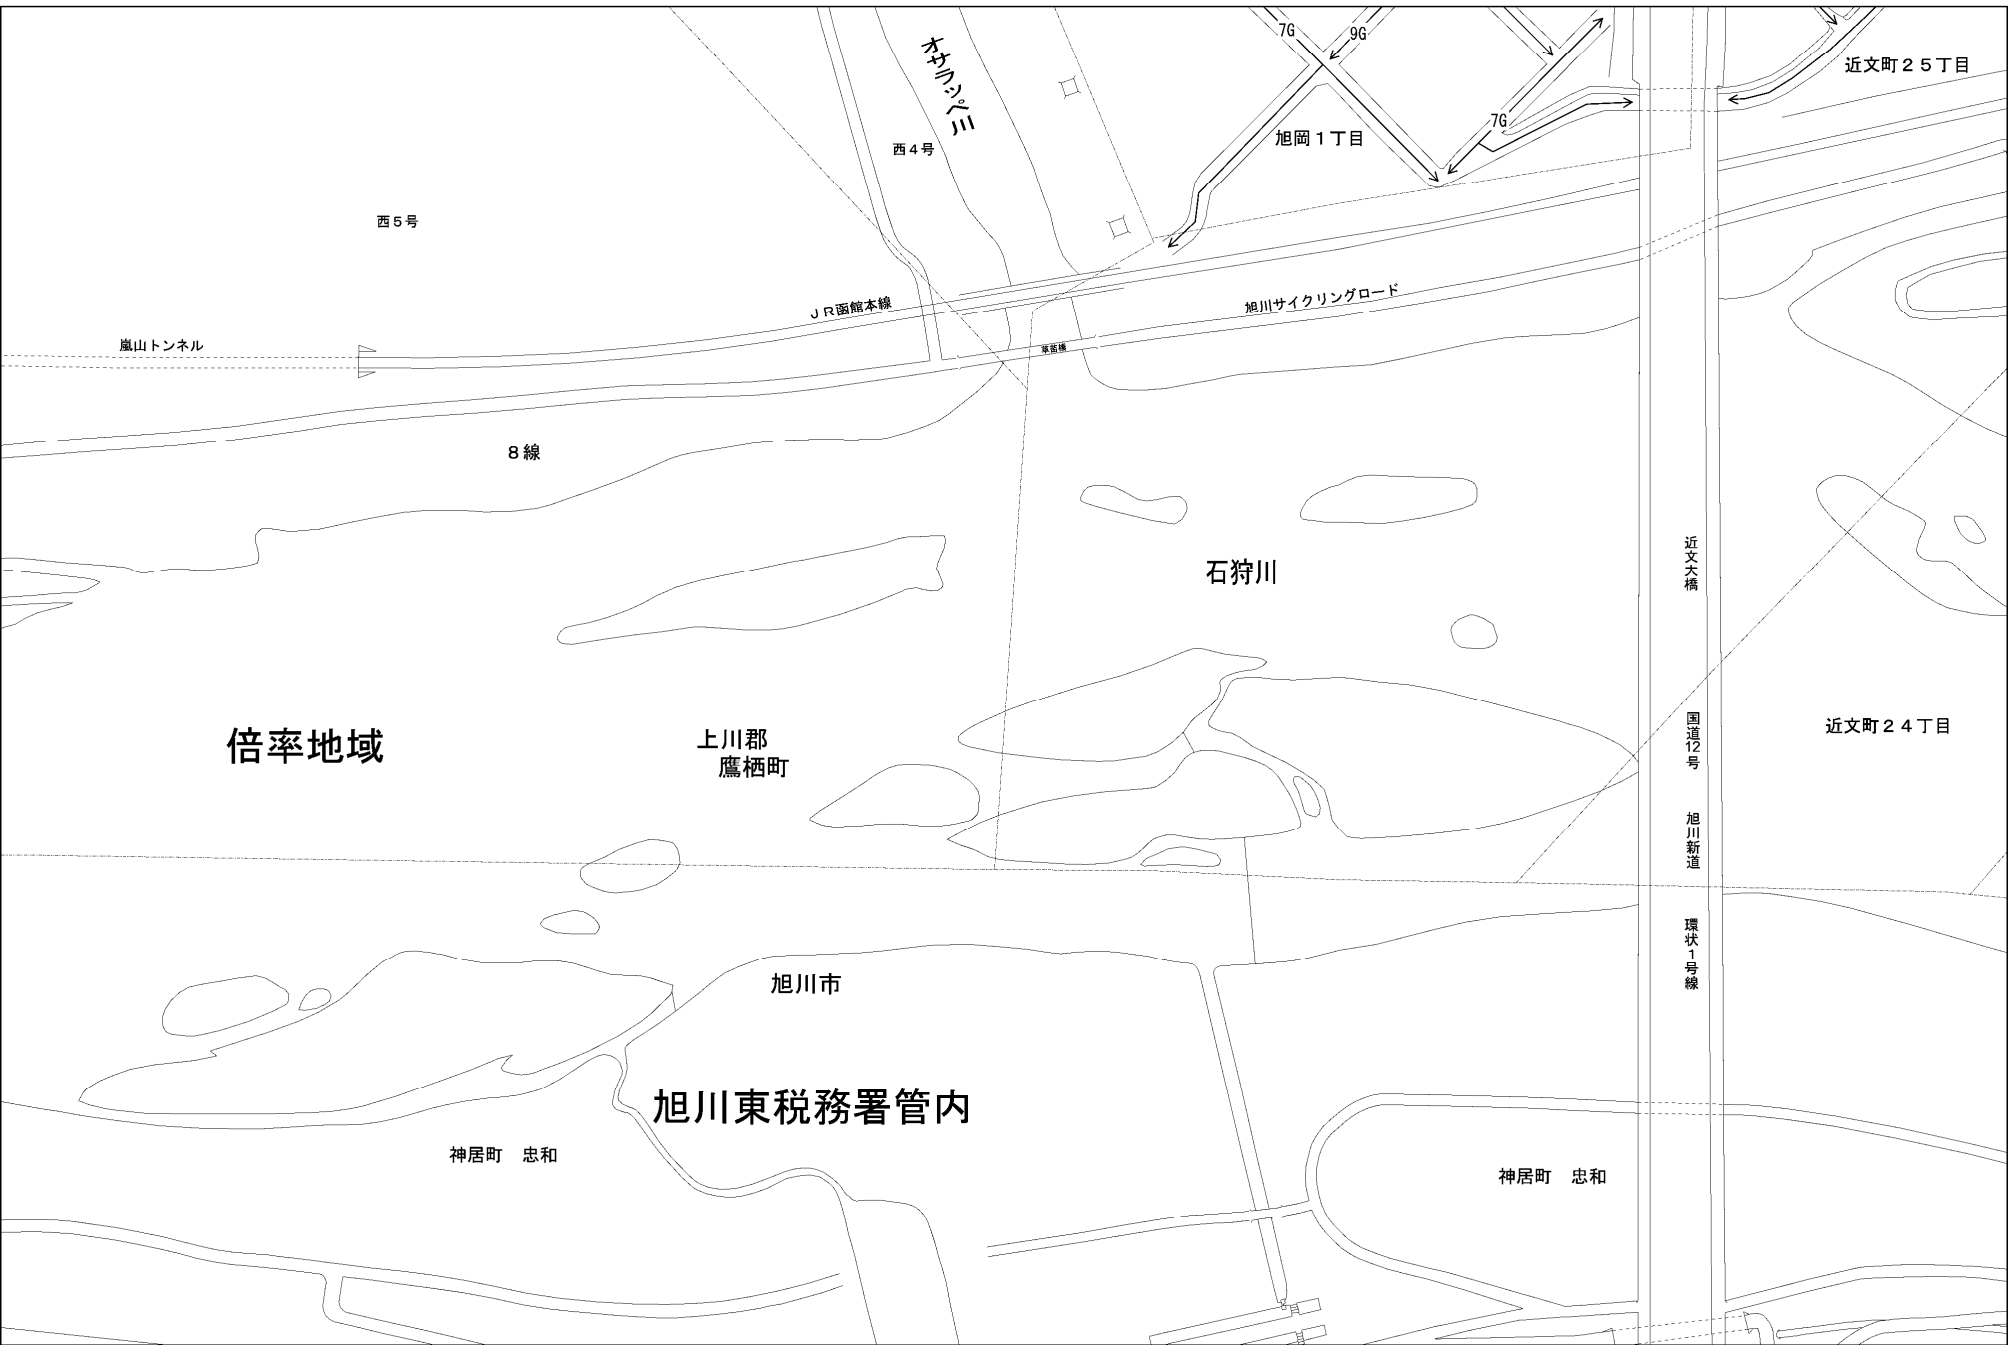 7G
9G
近文町２５丁目
オサラッペ川
7G
旭岡１丁目
西４号
西５号
ＪＲ函館本線
旭川サイクリングロード
嵐山トンネル
８線
石狩川
近文大橋
倍率地域
上川郡
鷹栖町
国道12号
近文町２４丁目
旭川新道
環状１号線
旭川市
旭川東税務署管内
神居町　忠和
神居町　忠和